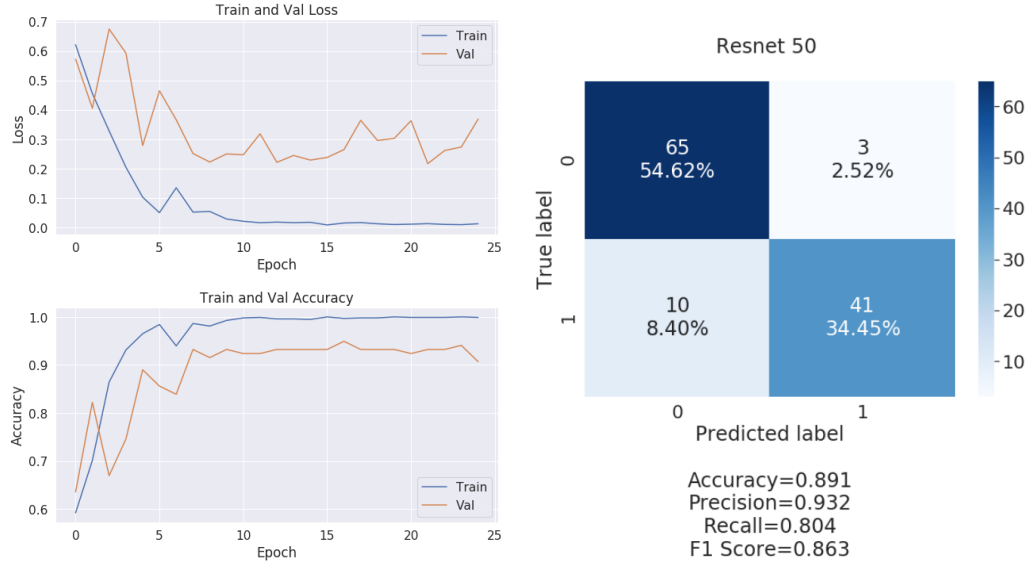 Train and Val Loss
0.7
0.6
0.5
0.4
0.3
0.2
0.1
0.0
Loss
Train
Val
0 5 10 15 20 25
Epoch
Train and Val Accuracy
1.0
0.9
0.8
0.7
0.6
Accuracy
Train
Val
0 5 10 15 20 25
Epoch
Resnet 50
True label
0
1
65
54.62%
3
2.52%
10
8.40%
41
34.45%
0 1
Predicted label
60
50
40
30
20
10
Accuracy=0.891
Precision=0.932
Recall=0.804
F1 Score=0.863